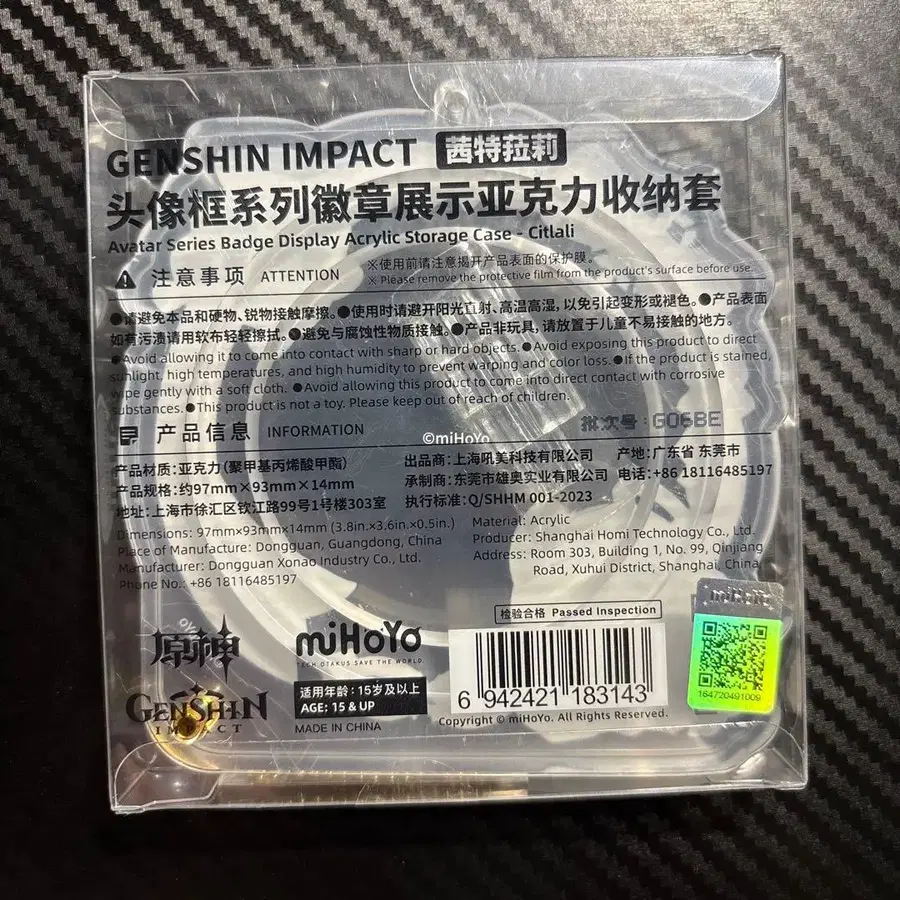 GENSHIN IMPACT 茜特菈莉
头像框系列徽章展示亚克力收纳套
Avatar Series Badge Display Acrylic Storage Case - Citlali
注意事项 ATTENTION
※使用前请注意揭开产品表面的保护膜。
※ Please remove the protective film from the product's surface before use.
●请避免本品和硬物、锐物接触摩擦。●使用时请避开阳光直射、高温高湿，以免引起变形或褪色。●产品表面
如有污渍请用软布轻轻擦拭。●避免与腐蚀性物质接触。●产品非玩具，请放置于儿童不易接触的地方。
●Avoid allowing it to come into contact with sharp or hard objects. ●Avoid exposing this product to direct
sunlight, high temperatures, and high humidity to prevent warping and color loss. ●If the product is stained,
wipe gently with a soft cloth. ●Avoid allowing this product to come into direct contact with corrosive
substances. ●This product is not a toy. Please keep out of reach of children.
产品信息 INFORMATION
批次号：G06BE
©miHoYo
产品材质：亚克力（聚甲基丙烯酸甲酯）
产品规格：约97mm×93mm×14mm
地址：上海市徐汇区钦江路99号1号楼303室
出品商：上海吼美科技有限公司
承制商：东莞市雄奥实业有限公司
执行标准：Q/SHHM 001-2023
产地：广东省 东莞市
电话：+86 18116485197
Dimensions: 97mm×93mm×14mm (3.8in.×3.6in.×0.5in.)
Place of Manufacture: Dongguan, Guangdong, China
Manufacturer: Dongguan Xonao Industry Co., Ltd.
Phone No.: +86 18116485197
Material: Acrylic
Producer: Shanghai Homi Technology Co., Ltd.
Address: Room 303, Building 1, No. 99, Qinjiang
Road, Xuhui District, Shanghai, China
检验合格 Passed Inspection
原神
GENSHIN
IMPACT
miHoYo
TECH OTAKUS SAVE THE WORLD
适用年龄：15岁及以上
AGE: 15 & UP
MADE IN CHINA
6 942421 183143
Copyright © miHoYo. All Rights Reserved.
miHoYo
184720491009